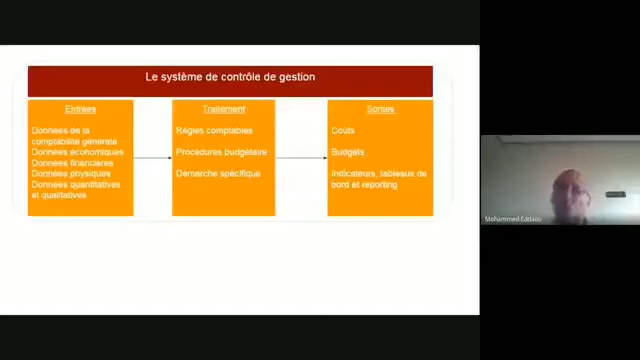 Le système de contrôle de gestion
Entrées
Données de la
comptabilité générale
Données économiques
Données financières
Données physiques
Données quantitatives
et qualitatives
Traitement
Règles comptables
Procédures budgétaire
Démarche spécifique
Sorties
Coûts
Budgets
Indicateurs, tableaux de
bord et reporting
Mohammed